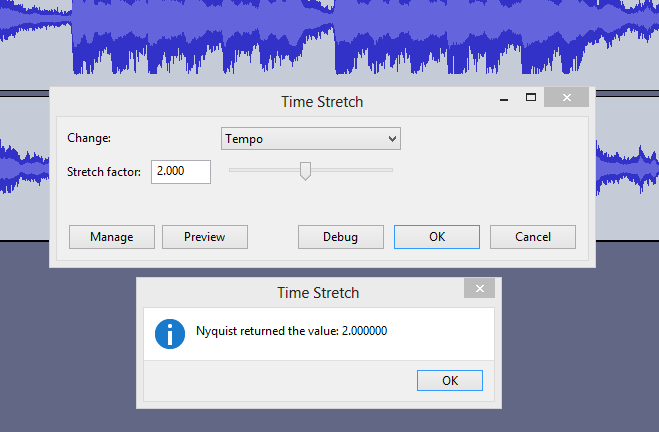 Time Stretch
Change:
Tempo
Stretch factor:
2.000
Manage
Preview
Debug
OK
Cancel
Time Stretch
Nyquist returned the value: 2.000000
OK